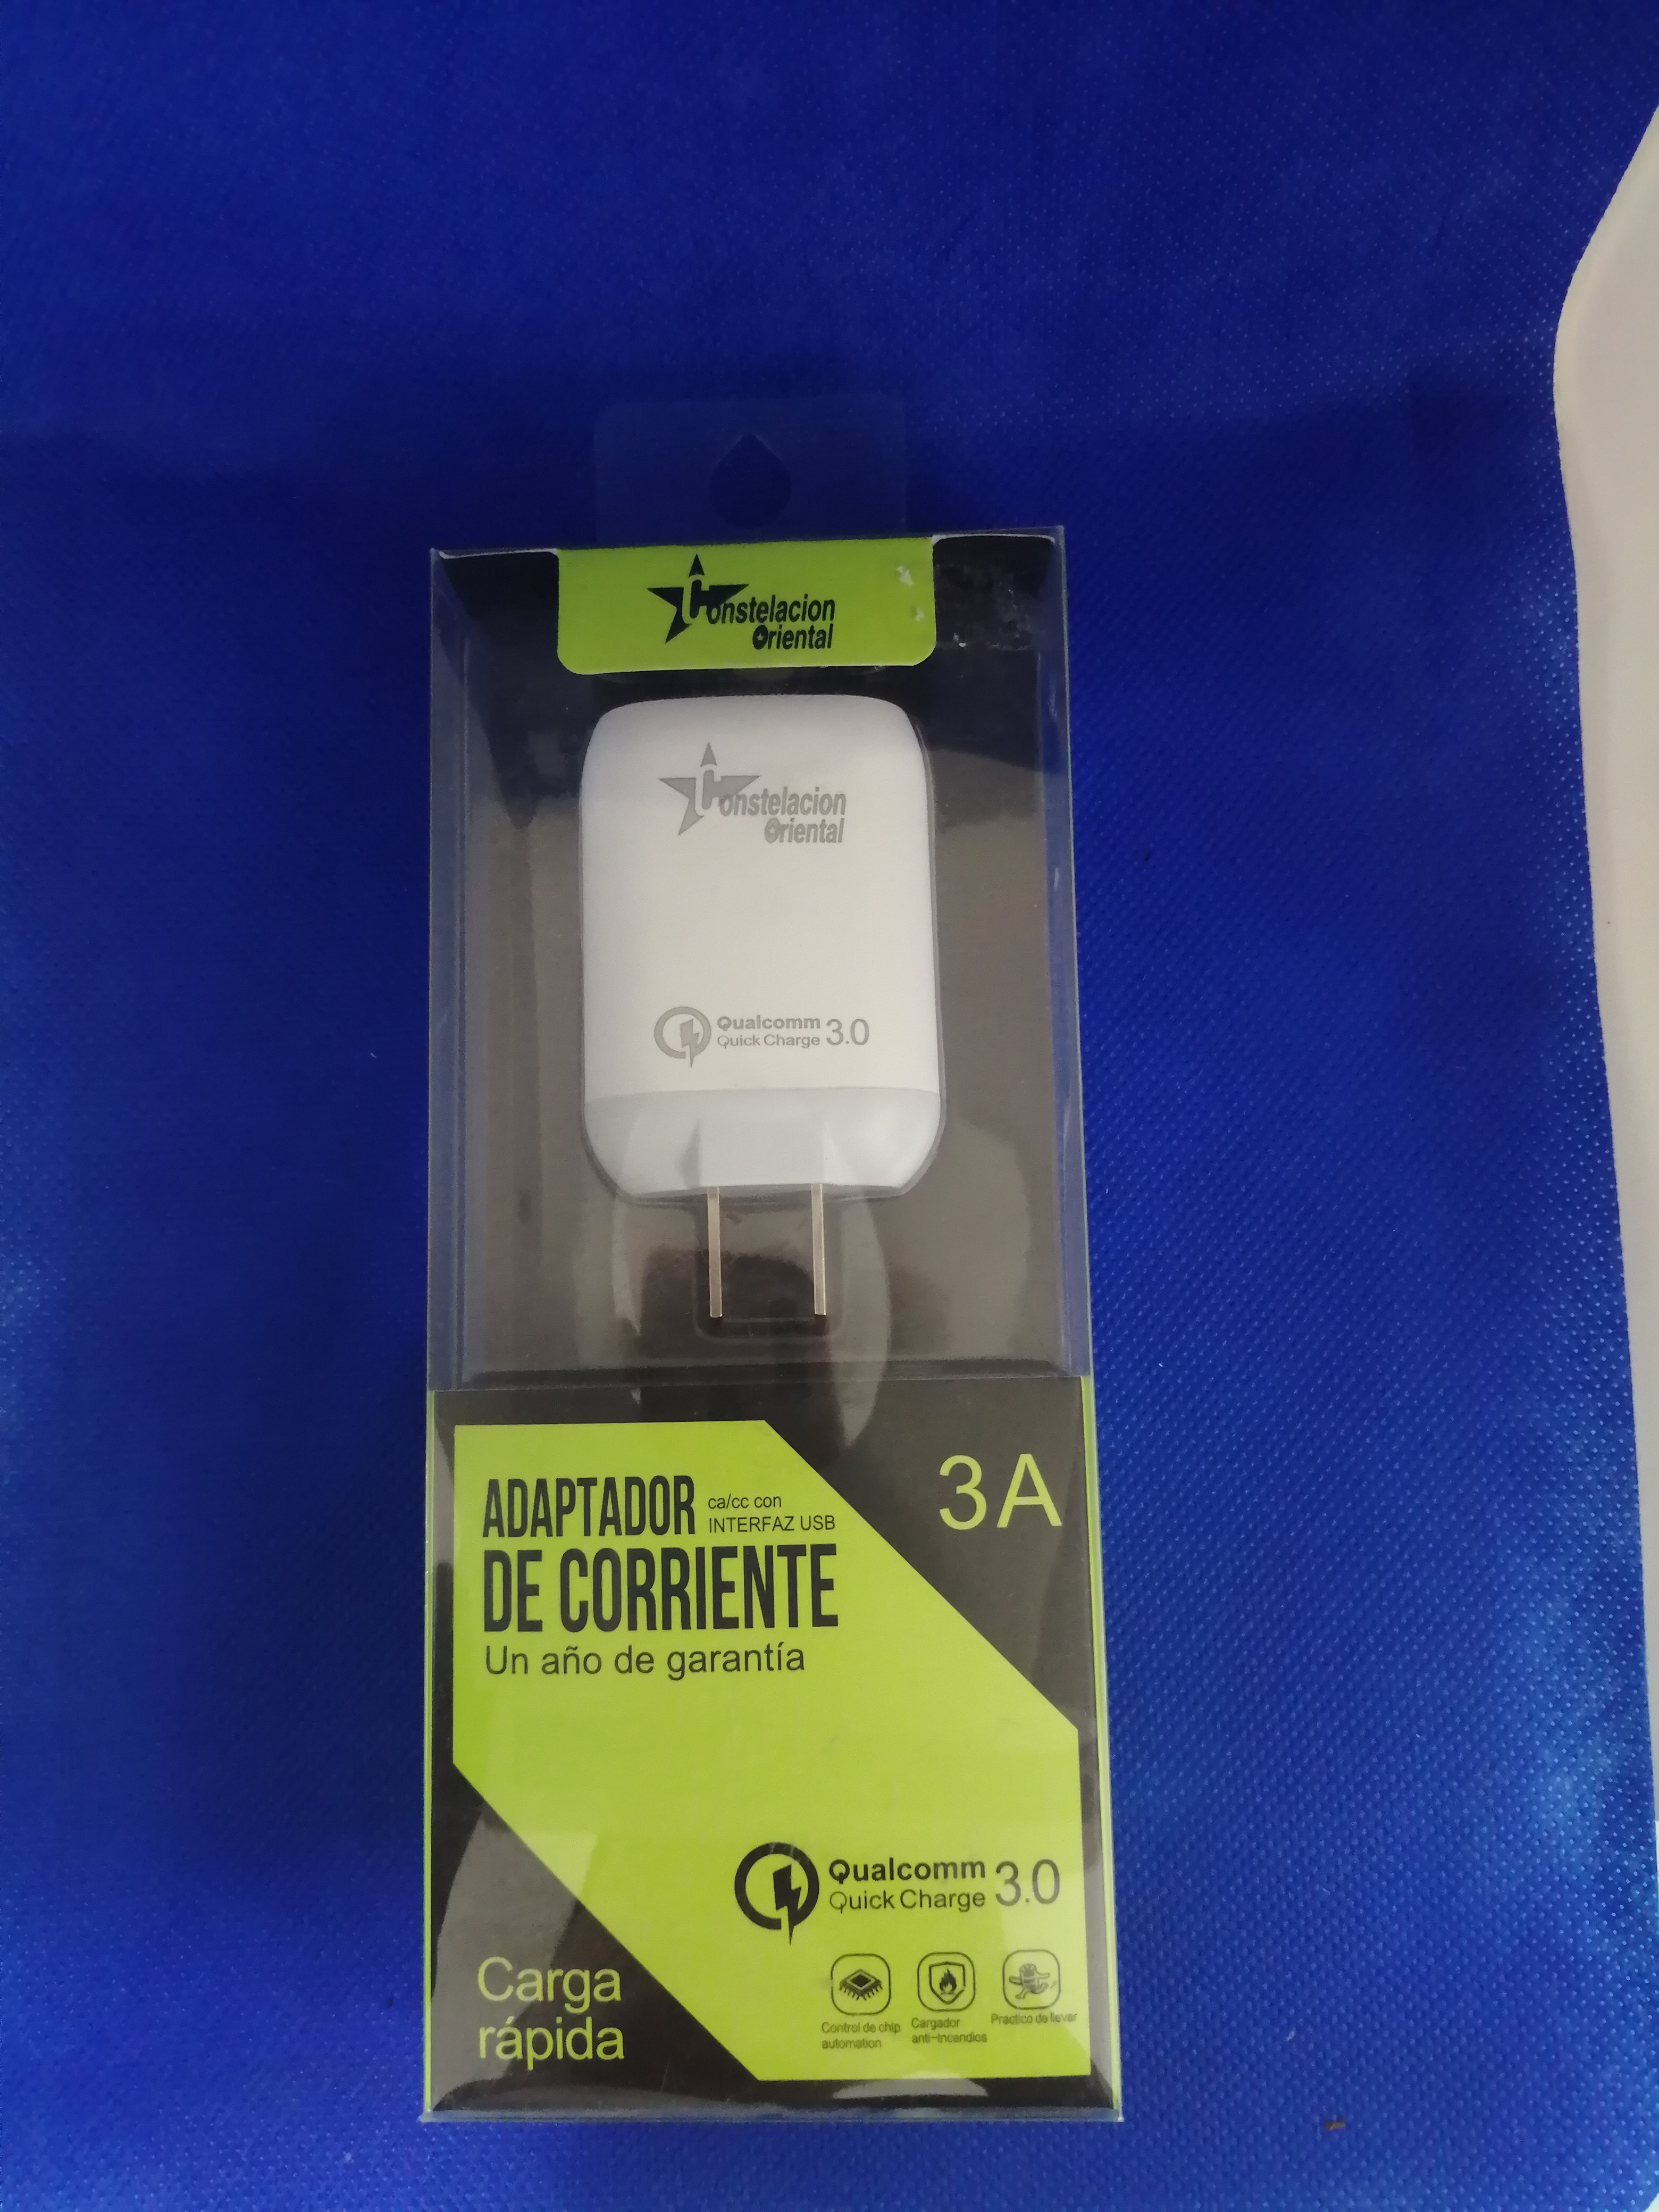 Constelacion
Oriental
Constelacion
Oriental
Qualcomm
Quick Charge 3.0
ADAPTADOR ca/cc con
INTERFAZ USB
DE CORRIENTE
Un año de garantía
3A
Qualcomm
Quick Charge 3.0
Carga
rápida
Control de chip
automation
Cargador
anti-Incendios
Practico de llevar